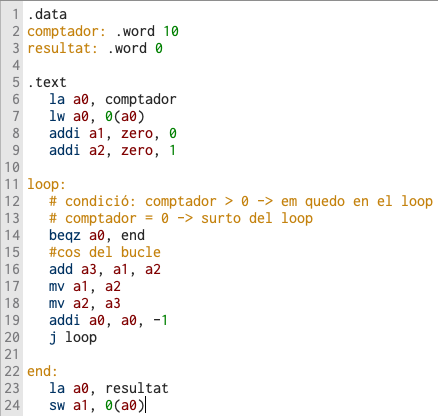 1 .data
2 comptador: .word 10
3 resultat: .word 0
4
5 .text
6 la a0, comptador
7 lw a0, 0(a0)
8 addi a1, zero, 0
9 addi a2, zero, 1
10
11 loop:
12 # condició: comptador > 0 -> em quedo en el loop
13 # comptador = 0 -> surto del loop
14 beqz a0, end
15 #cos del bucle
16 add a3, a1, a2
17 mv a1, a2
18 mv a2, a3
19 addi a0, a0, -1
20 j loop
21
22 end:
23 la a0, resultat
24 sw a1, 0(a0)